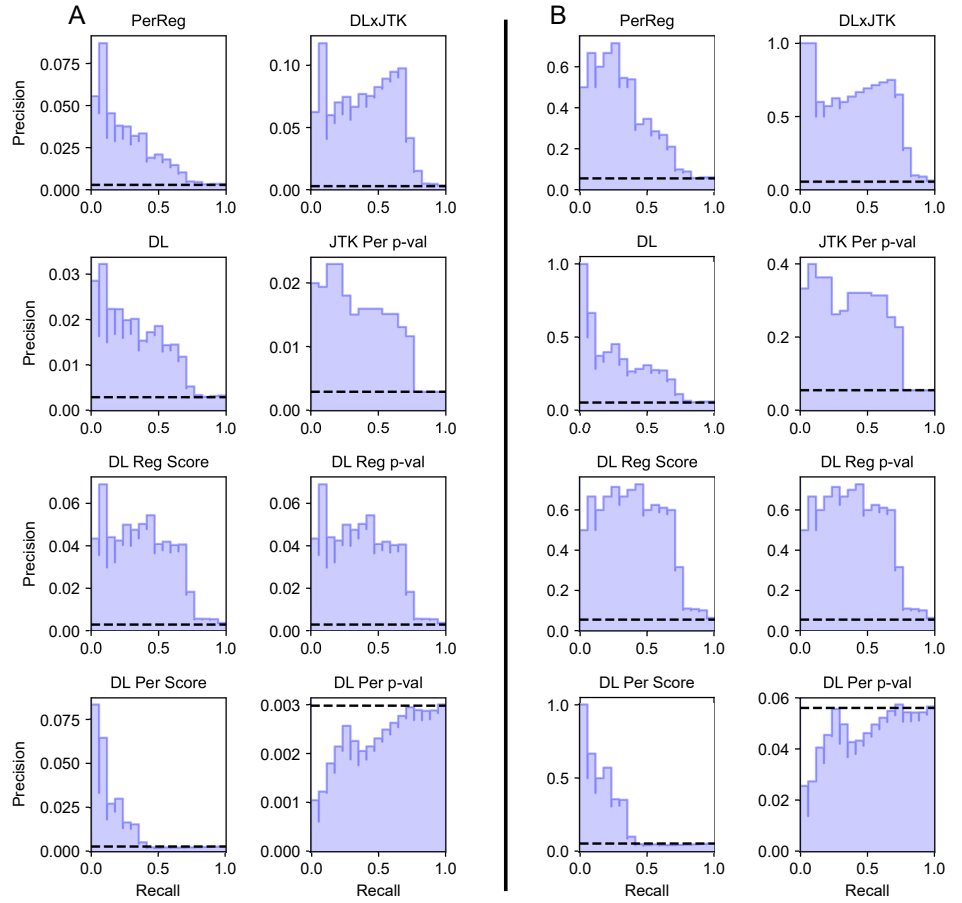 A
PerReg
DLxJTK
Precision
0.075
0.050
0.025
0.000
0.0 0.5 1.0
0.10
0.05
0.00
0.0 0.5 1.0
DL
JTK Per p-val
Precision
0.03
0.02
0.01
0.00
0.0 0.5 1.0
0.02
0.01
0.00
0.0 0.5 1.0
DL Reg Score
DL Reg p-val
Precision
0.06
0.04
0.02
0.00
0.0 0.5 1.0
0.06
0.04
0.02
0.00
0.0 0.5 1.0
DL Per Score
DL Per p-val
Precision
0.075
0.050
0.025
0.000
0.0 0.5 1.0
Recall
0.003
0.002
0.001
0.000
0.0 0.5 1.0
Recall
B
PerReg
DLxJTK
0.6
0.4
0.2
0.0
0.0 0.5 1.0
1.0
0.5
0.0
0.0 0.5 1.0
DL
JTK Per p-val
1.0
0.5
0.0
0.0 0.5 1.0
0.4
0.2
0.0
0.0 0.5 1.0
DL Reg Score
DL Reg p-val
0.6
0.4
0.2
0.0
0.0 0.5 1.0
0.6
0.4
0.2
0.0
0.0 0.5 1.0
DL Per Score
DL Per p-val
1.0
0.5
0.0
0.0 0.5 1.0
Recall
0.06
0.04
0.02
0.00
0.0 0.5 1.0
Recall